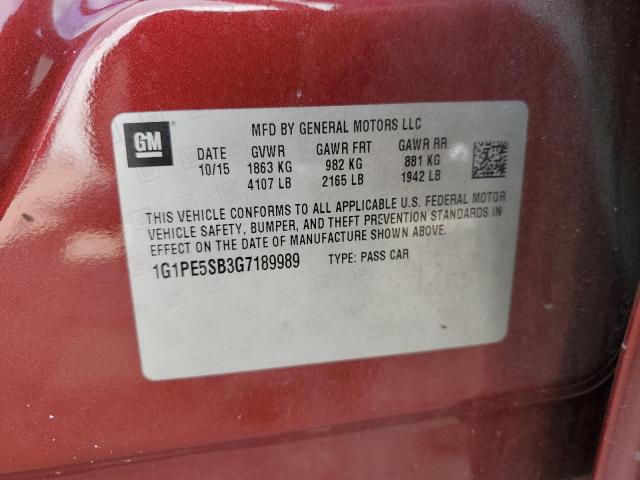 GM
MFD BY GENERAL MOTORS LLC
DATE GVWR GAWR FRT GAWR RR
10/15 1863 KG 982 KG 881 KG
4107 LB 2165 LB 1942 LB
THIS VEHICLE CONFORMS TO ALL APPLICABLE U.S. FEDERAL MOTOR
VEHICLE SAFETY, BUMPER, AND THEFT PREVENTION STANDARDS IN
EFFECT ON THE DATE OF MANUFACTURE SHOWN ABOVE.
1G1PE5SB3G7189989 TYPE: PASS CAR